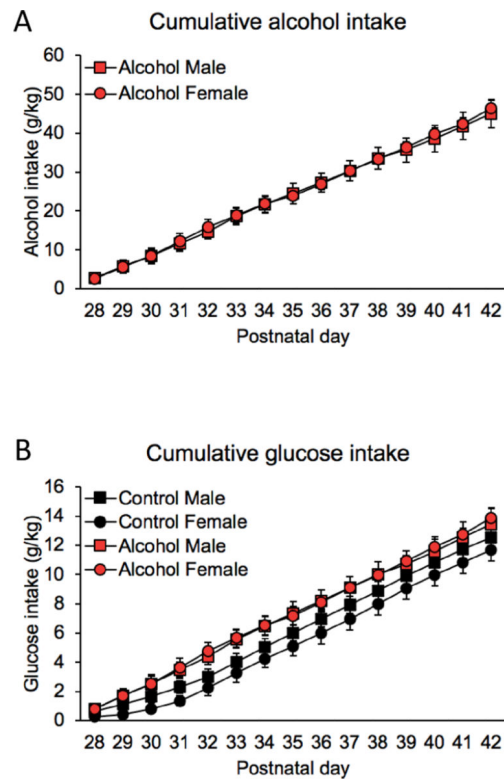 A
Cumulative alcohol intake
Alcohol Male
Alcohol Female
Alcohol intake (g/kg)
60
50
40
30
20
10
0
28 29 30 31 32 33 34 35 36 37 38 39 40 41 42
Postnatal day
B
Cumulative glucose intake
Control Male
Control Female
Alcohol Male
Alcohol Female
Glucose intake (g/kg)
16
14
12
10
8
6
4
2
0
28 29 30 31 32 33 34 35 36 37 38 39 40 41 42
Postnatal day